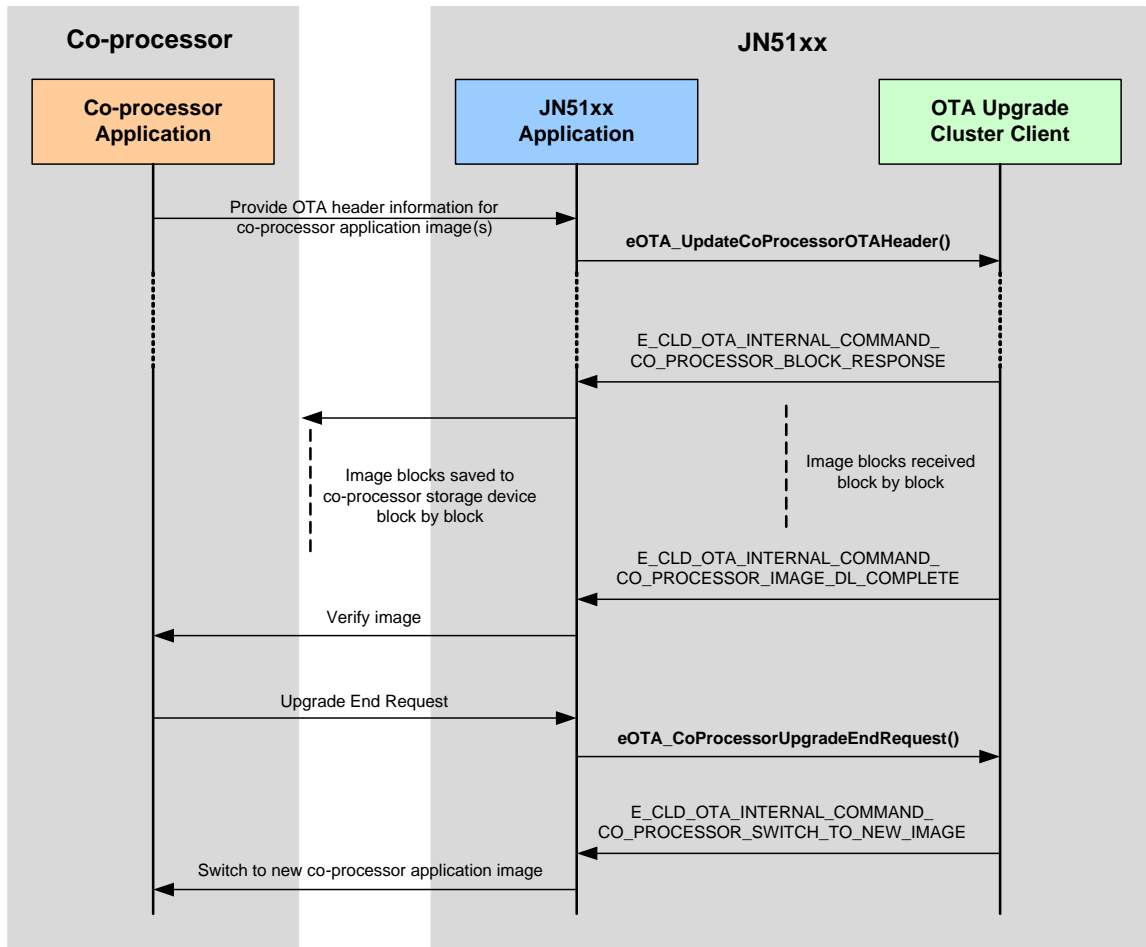 Co-processor
JN51xx
Co-processor
Application
JN51xx
Application
OTA Upgrade
Cluster Client
Provide OTA header information for
co-processor application image(s)
eOTA_UpdateCoProcessorOTAHeader()
E_CLD_OTA_INTERNAL_COMMAND_
CO_PROCESSOR_BLOCK_RESPONSE
Image blocks saved to
co-processor storage device
block by block
Image blocks received
block by block
E_CLD_OTA_INTERNAL_COMMAND_
CO_PROCESSOR_IMAGE_DL_COMPLETE
Verify image
Upgrade End Request
eOTA_CoProcessorUpgradeEndRequest()
E_CLD_OTA_INTERNAL_COMMAND_
CO_PROCESSOR_SWITCH_TO_NEW_IMAGE
Switch to new co-processor application image